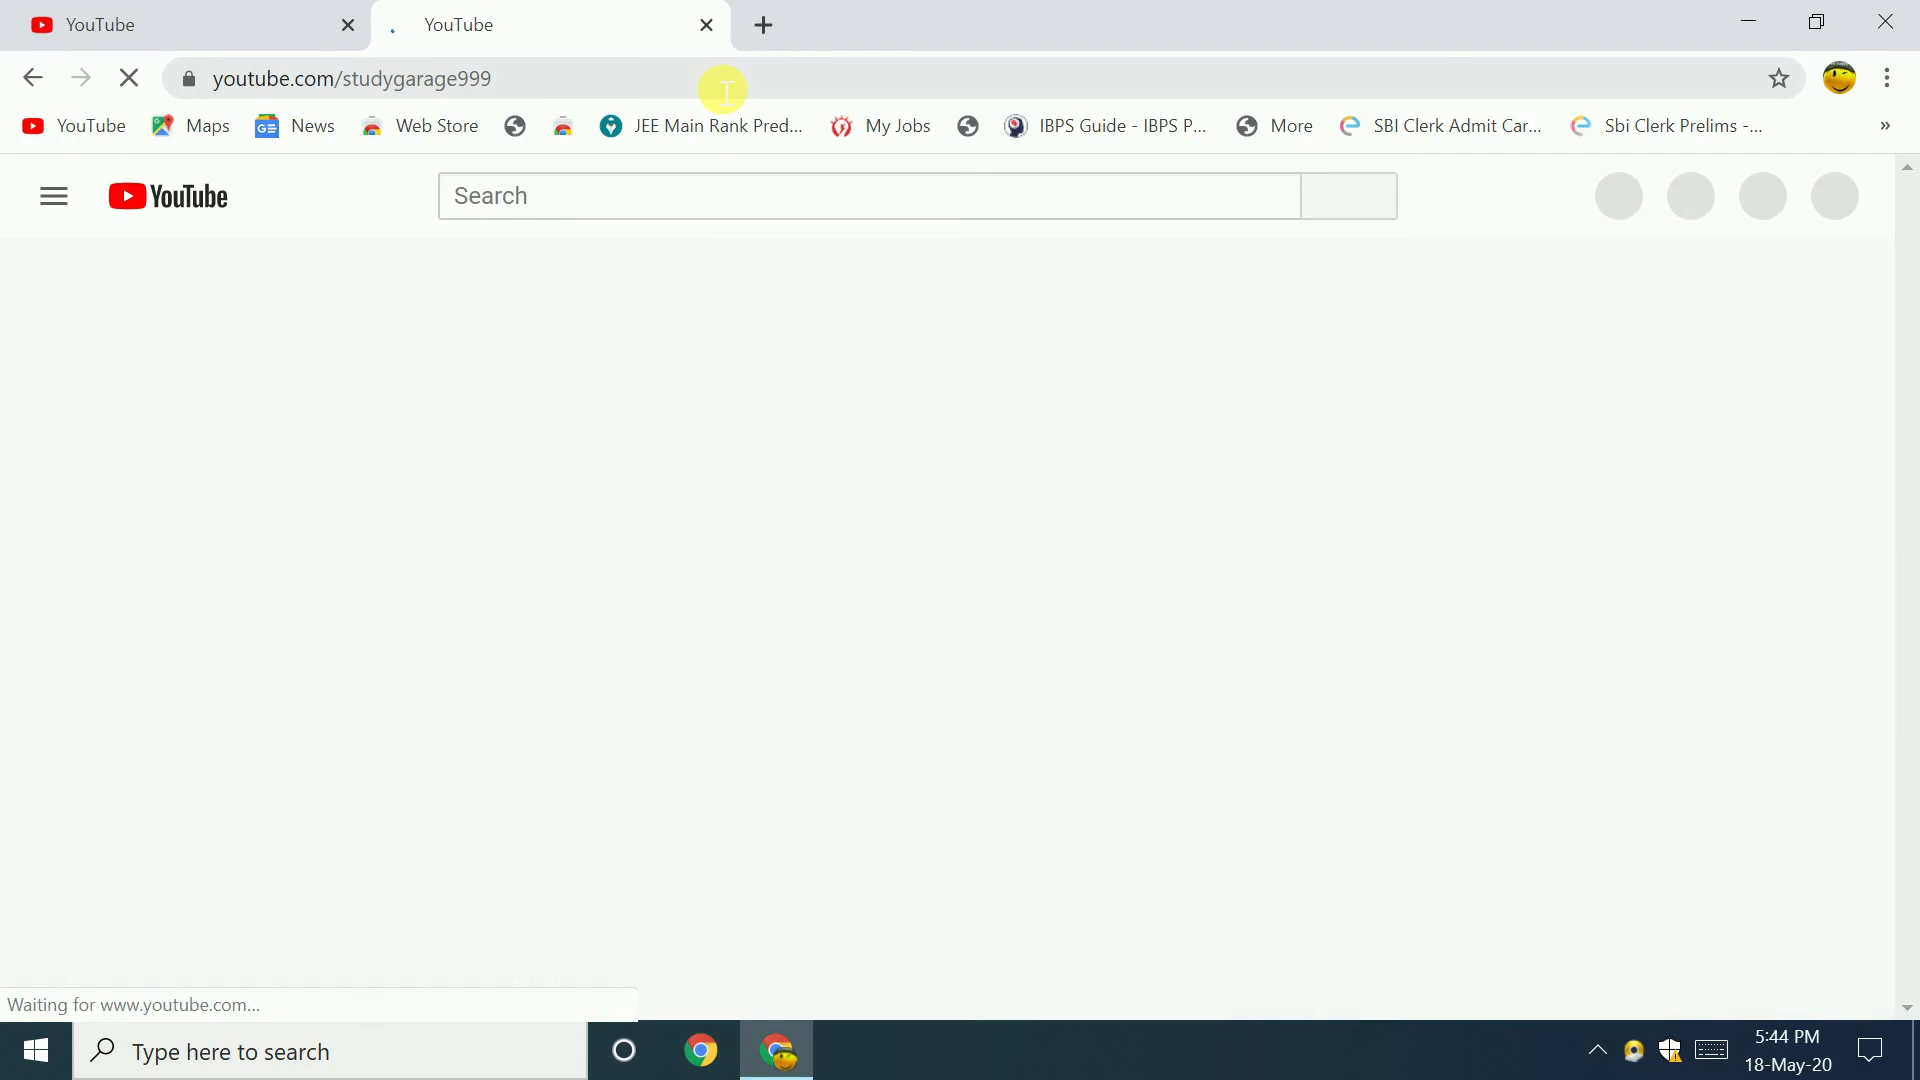 YouTube
YouTube
youtube.com/studygarage999
YouTube Maps News Web Store JEE Main Rank Pred... My Jobs IBPS Guide - IBPS P... More SBI Clerk Admit Car... Sbi Clerk Prelims -... »
YouTube
Search
Waiting for www.youtube.com...
Type here to search
5:44 PM
18-May-20